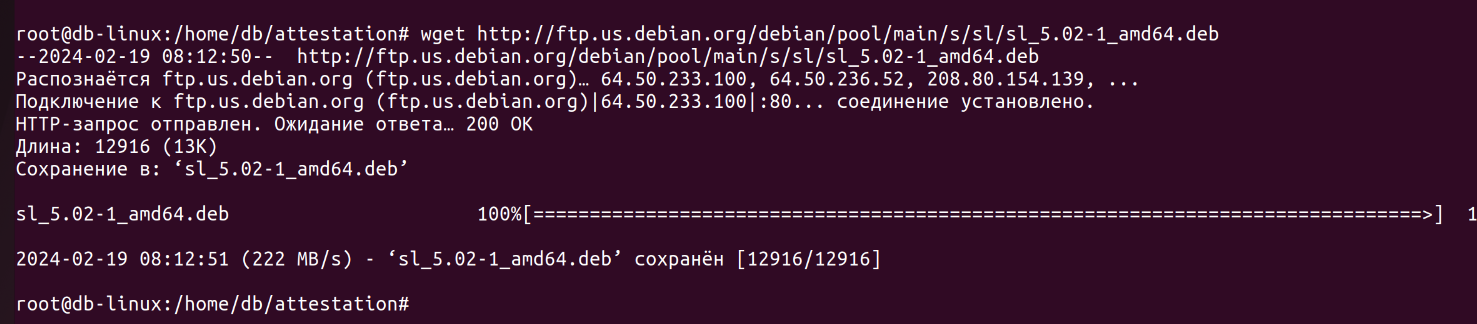 root@db-linux:/home/db/attestation# wget http://ftp.us.debian.org/debian/pool/main/s/sl/sl_5.02-1_amd64.deb
--2024-02-19 08:12:50--  http://ftp.us.debian.org/debian/pool/main/s/sl/sl_5.02-1_amd64.deb
Распознаётся ftp.us.debian.org (ftp.us.debian.org)… 64.50.233.100, 64.50.236.52, 208.80.154.139, ...
Подключение к ftp.us.debian.org (ftp.us.debian.org)|64.50.233.100|:80... соединение установлено.
HTTP-запрос отправлен. Ожидание ответа… 200 OK
Длина: 12916 (13K)
Сохранение в: ‘sl_5.02-1_amd64.deb’
sl_5.02-1_amd64.deb                      100%[===============================================================================>]  1
2024-02-19 08:12:51 (222 MB/s) - ‘sl_5.02-1_amd64.deb’ сохранён [12916/12916]
root@db-linux:/home/db/attestation#